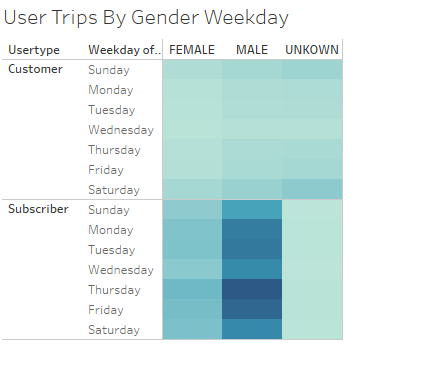 User Trips By Gender Weekday
Usertype Weekday of.. FEMALE MALE UNKOWN
Customer Sunday
Monday
Tuesday
Wednesday
Thursday
Friday
Saturday
Subscriber Sunday
Monday
Tuesday
Wednesday
Thursday
Friday
Saturday